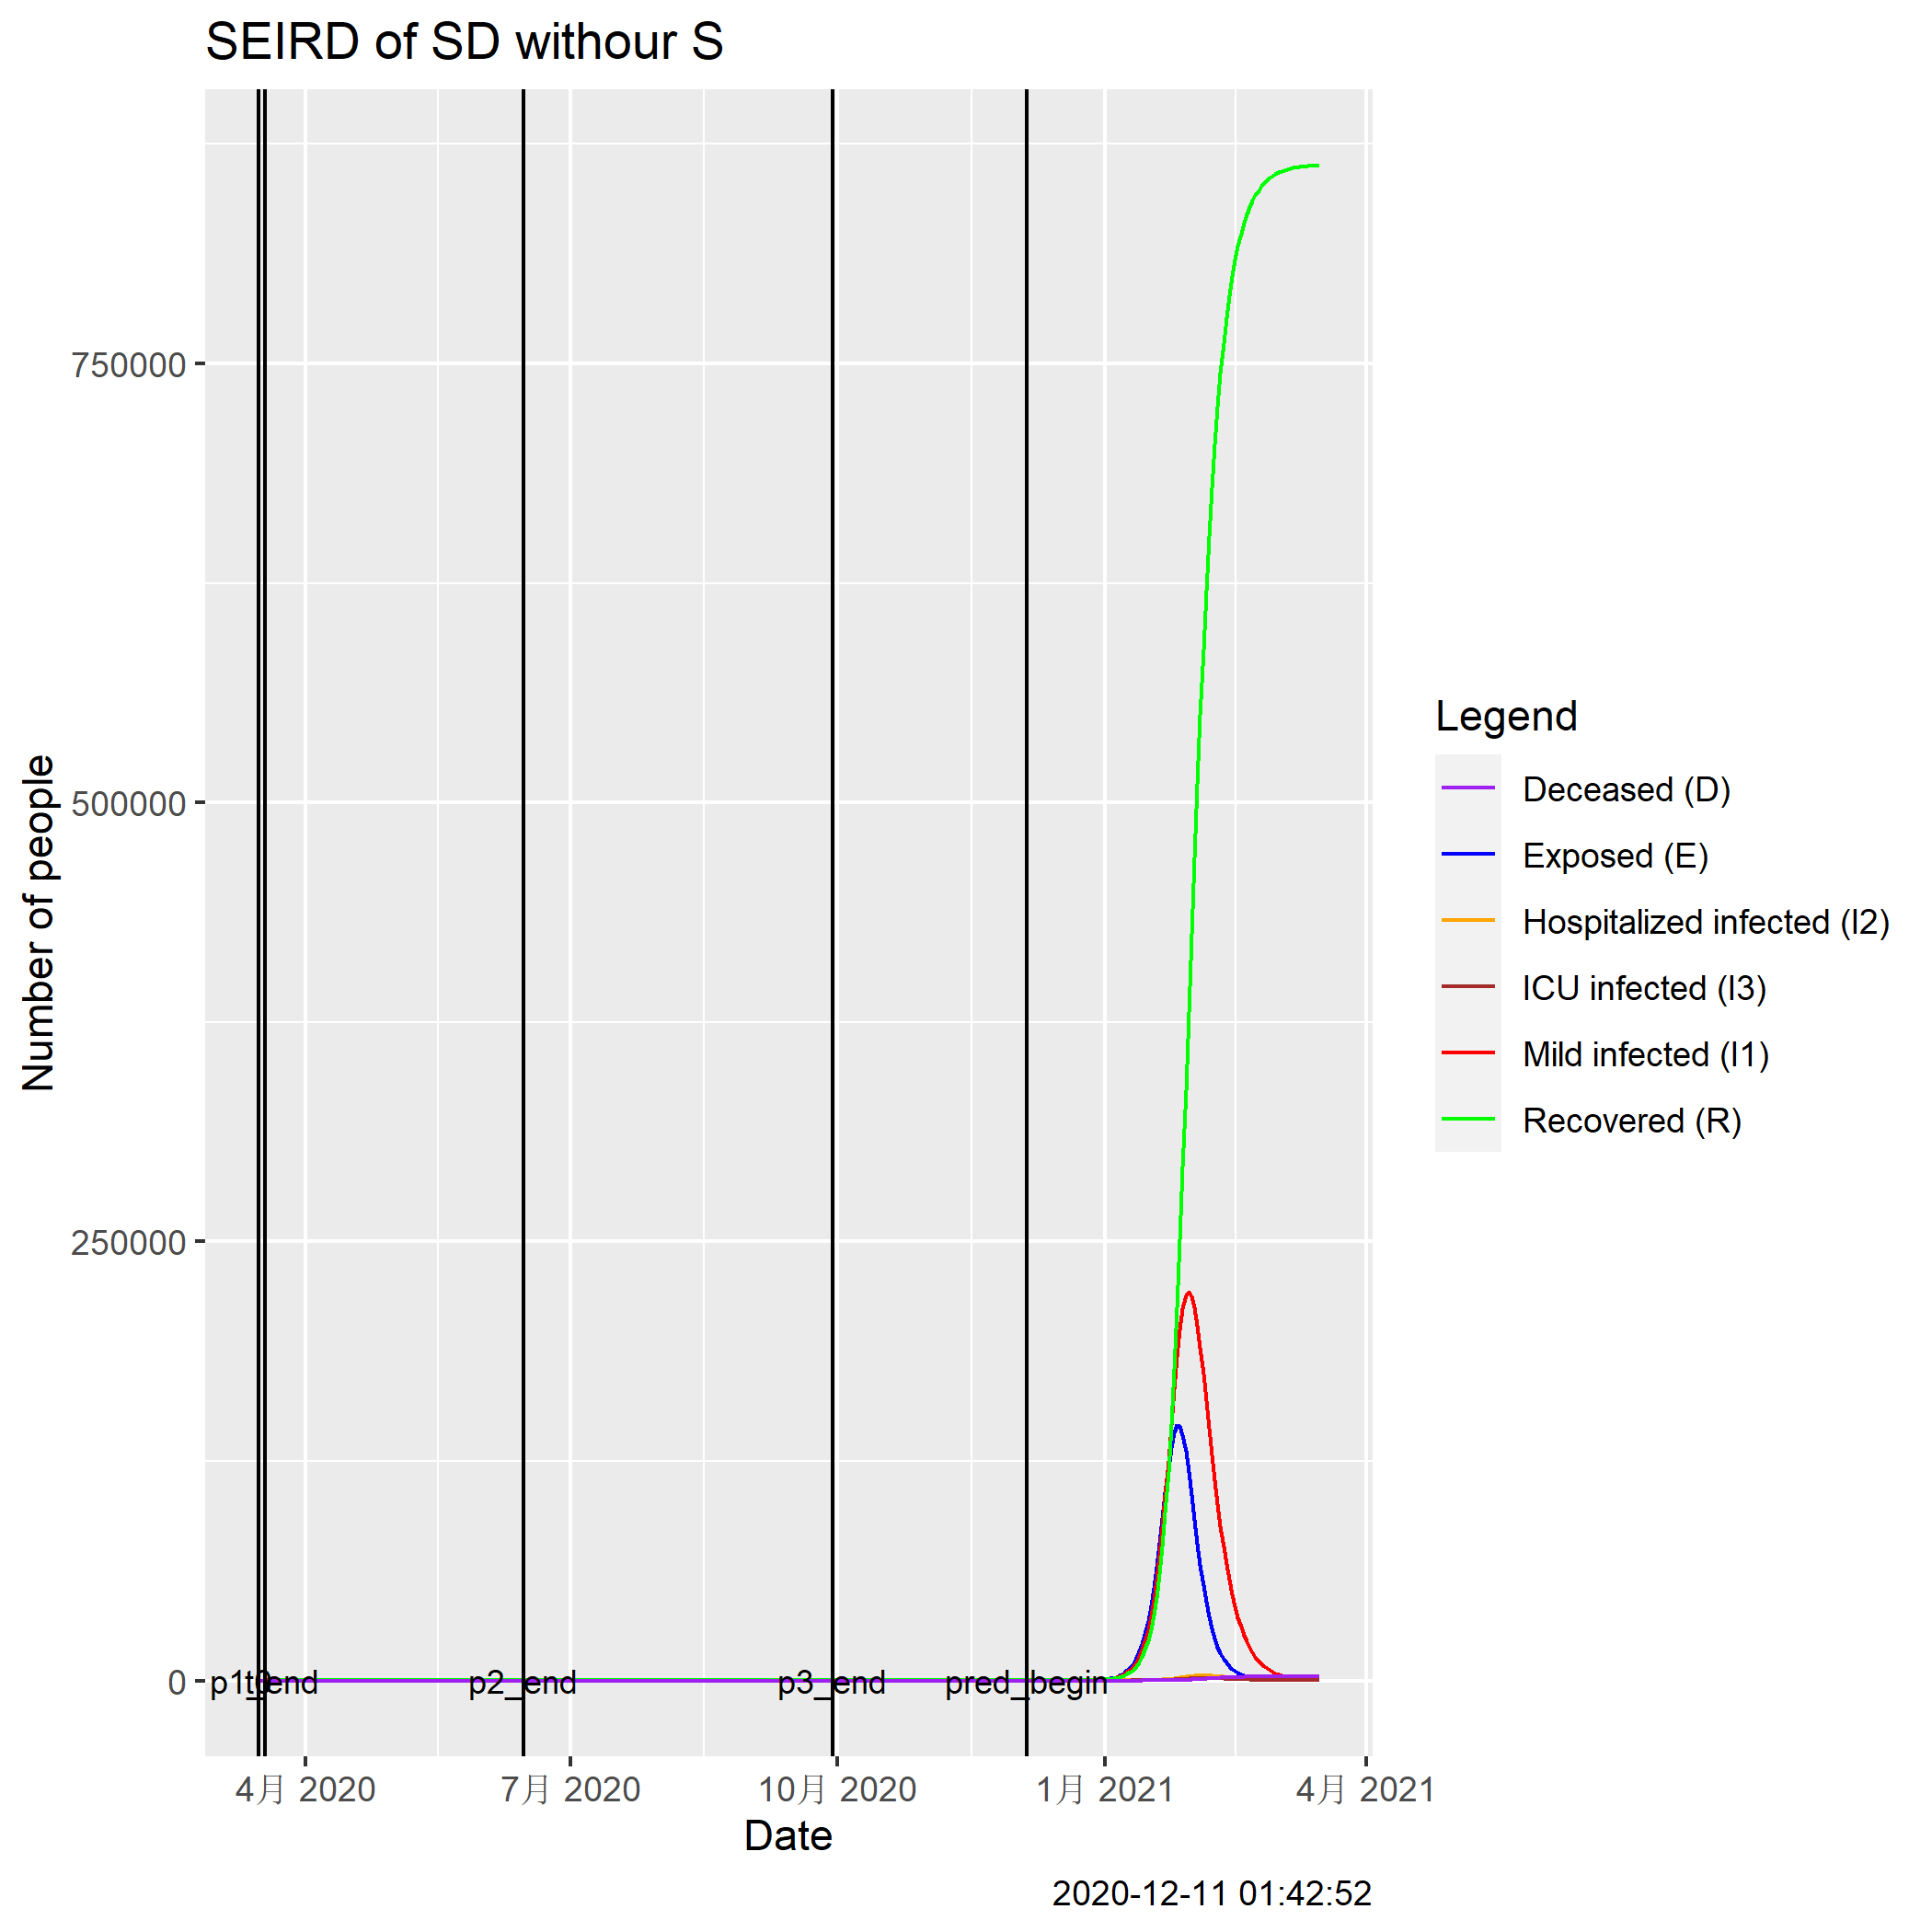 SEIRD of SD withour S
Number of people
750000
500000
250000
0
p1_end
t0
p2_end
p3_end
pred_begin
4月 2020
7月 2020
10月 2020
1月 2021
4月 2021
Date
Legend
Deceased (D)
Exposed (E)
Hospitalized infected (I2)
ICU infected (I3)
Mild infected (I1)
Recovered (R)
2020-12-11 01:42:52